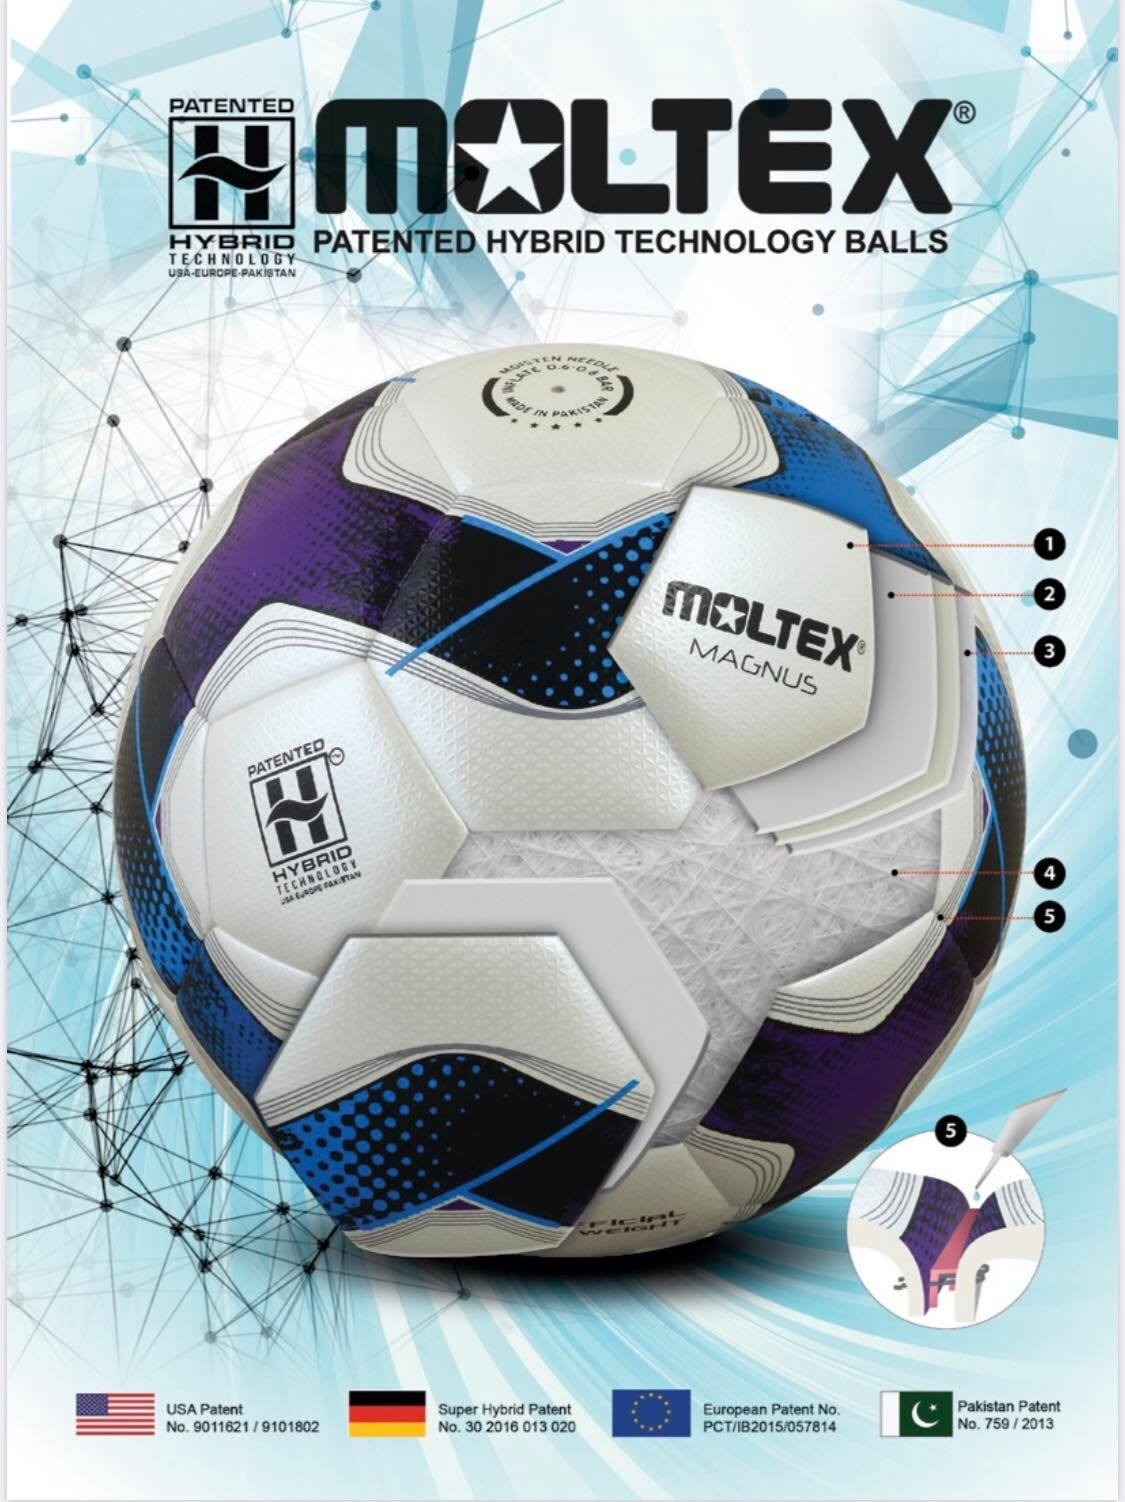 PATENTED
HYBRID
TECHNOLOGY
USA-EUROPE-PAKISTAN
MOLTEX®
PATENTED HYBRID TECHNOLOGY BALLS
MOISTEN NEEDLE
INFLATE 0.6-0.8 BAR
MADE IN PAKISTAN
1
2
3
MOLTEX®
MAGNUS
PATENTED
HYBRID
TECHNOLOGY
USA-EUROPE-PAKISTAN
4
5
5
FICIAL
WEIGHT
USA Patent
No. 9011621 / 9101802
Super Hybrid Patent
No. 30 2016 013 020
European Patent No.
PCT/IB2015/057814
Pakistan Patent
No. 759 / 2013